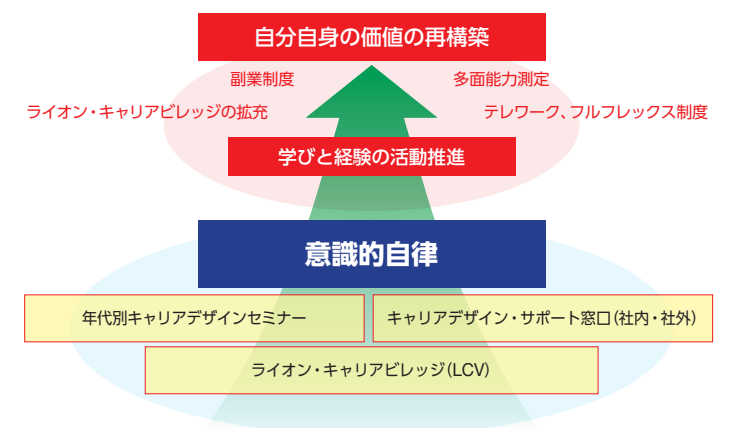 自分自身の価値の再構築
副業制度
多面能力測定
ライオン・キャリアビレッジの拡充
テレワーク、フルフレックス制度
学びと経験の活動推進
意識的自律
年代別キャリアデザインセミナー
キャリアデザイン・サポート窓口(社内・社外)
ライオン・キャリアビレッジ(LCV)